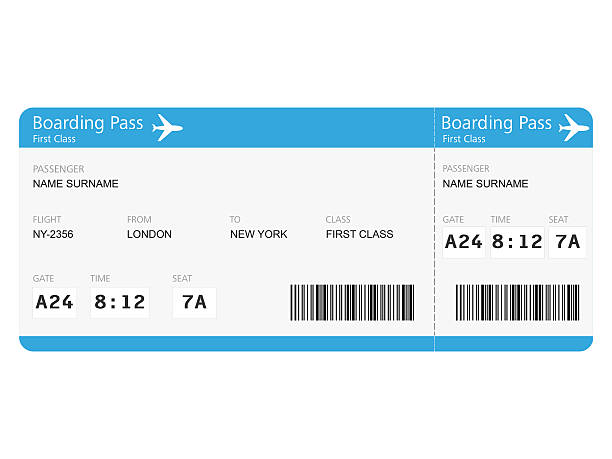 Boarding Pass
First Class
PASSENGER
NAME SURNAME
FLIGHT FROM TO CLASS
NY-2356 LONDON NEW YORK FIRST CLASS
GATE TIME SEAT
A24 8:12 7A
Boarding Pass
First Class
PASSENGER
NAME SURNAME
GATE TIME SEAT
A24 8:12 7A